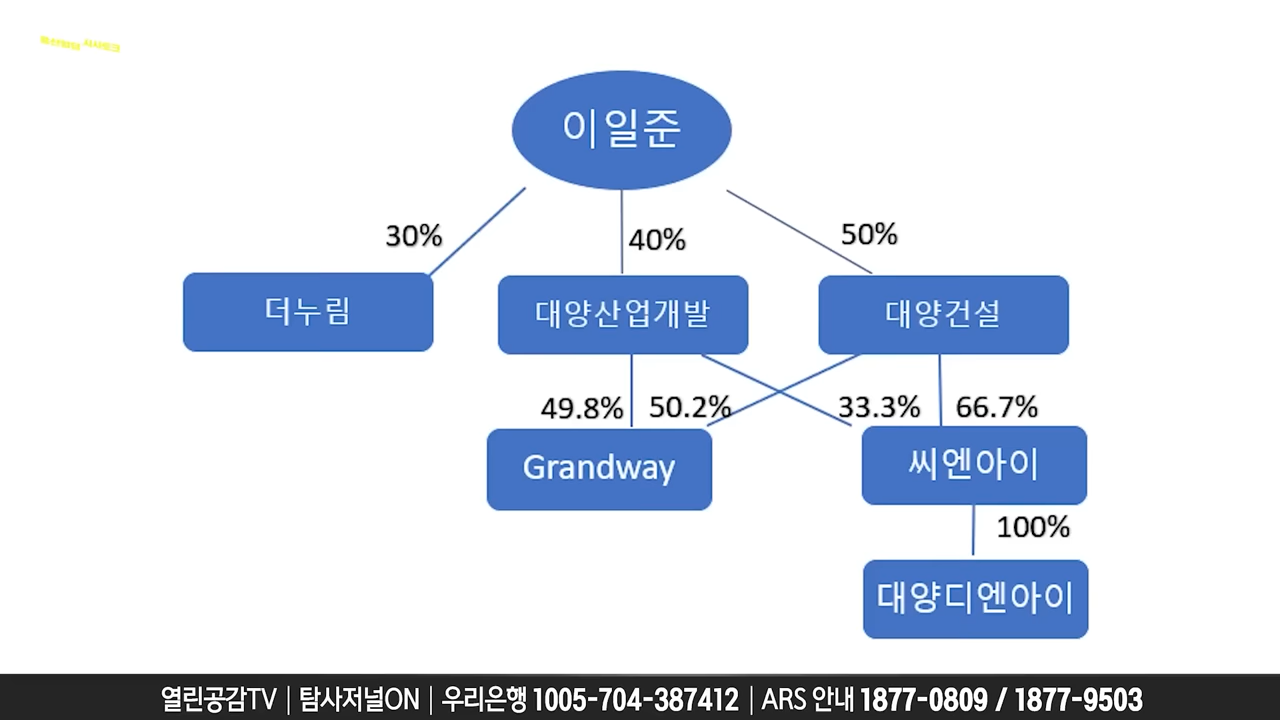 이일준
30%
40%
50%
더누림
대양산업개발
대양건설
49.8%
50.2%
33.3%
66.7%
Grandway
씨엔아이
100%
대양디엔아이
열린공감TV | 탐사저널ON | 우리은행 1005-704-387412 | ARS 안내 1877-0809 / 1877-9503